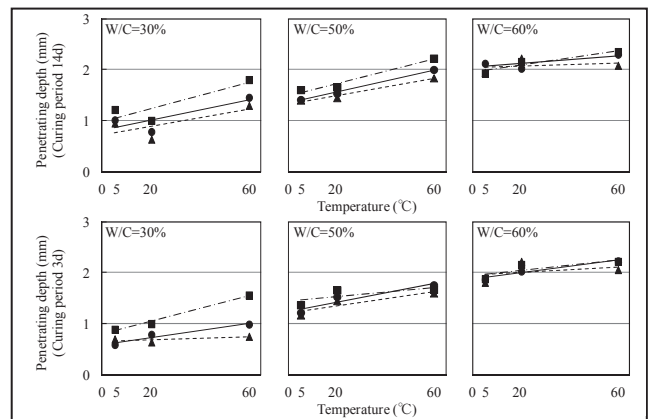 Penetrating depth (mm)
(Curing period 14d)
W/C=30%
W/C=50%
W/C=60%
3
2
1
0
0 5 20 60
0 5 20 60
0 5 20 60
Temperature (℃)
Penetrating depth (mm)
(Curing period 3d)
W/C=30%
W/C=50%
W/C=60%
3
2
1
0
0 5 20 60
0 5 20 60
0 5 20 60
Temperature (℃)